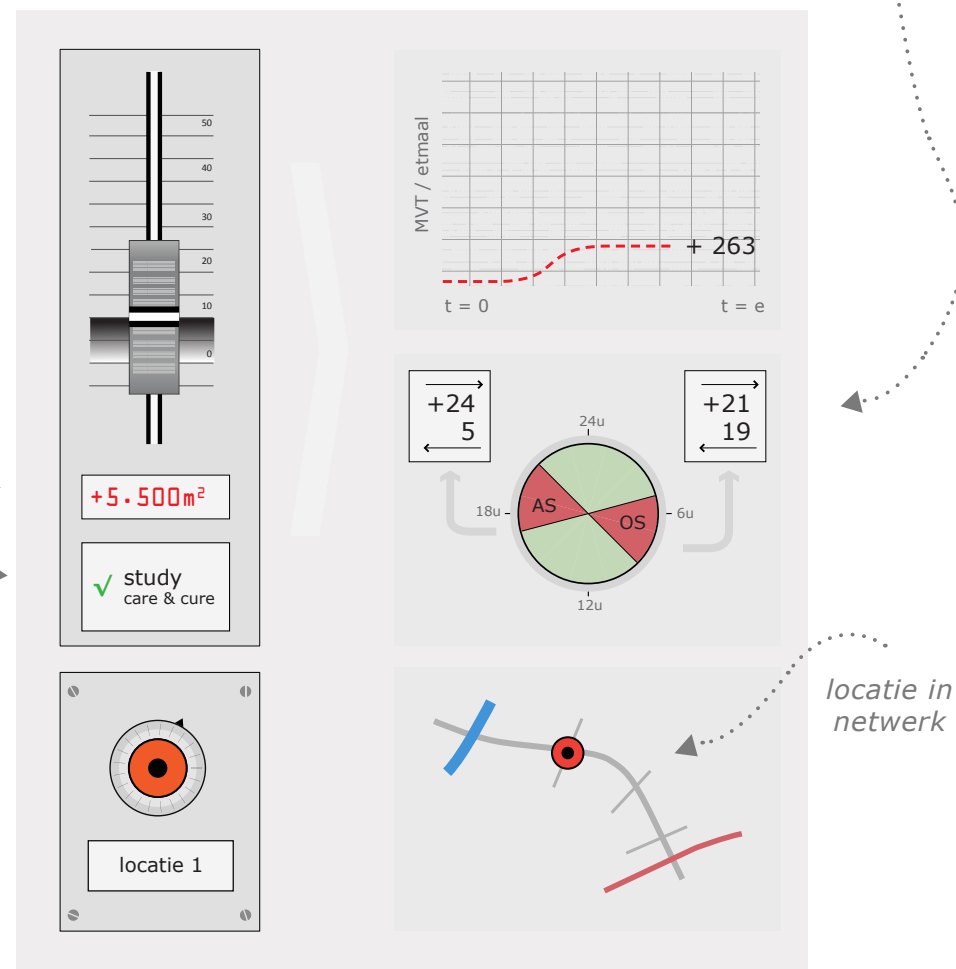 50
40
30
20
10
0
+5.500m²
√ study
care & cure
locatie 1
MVT / etmaal
+ 263
t = 0
t = e
+24
5
+21
19
24u
18u
AS
OS
6u
12u
locatie in
netwerk